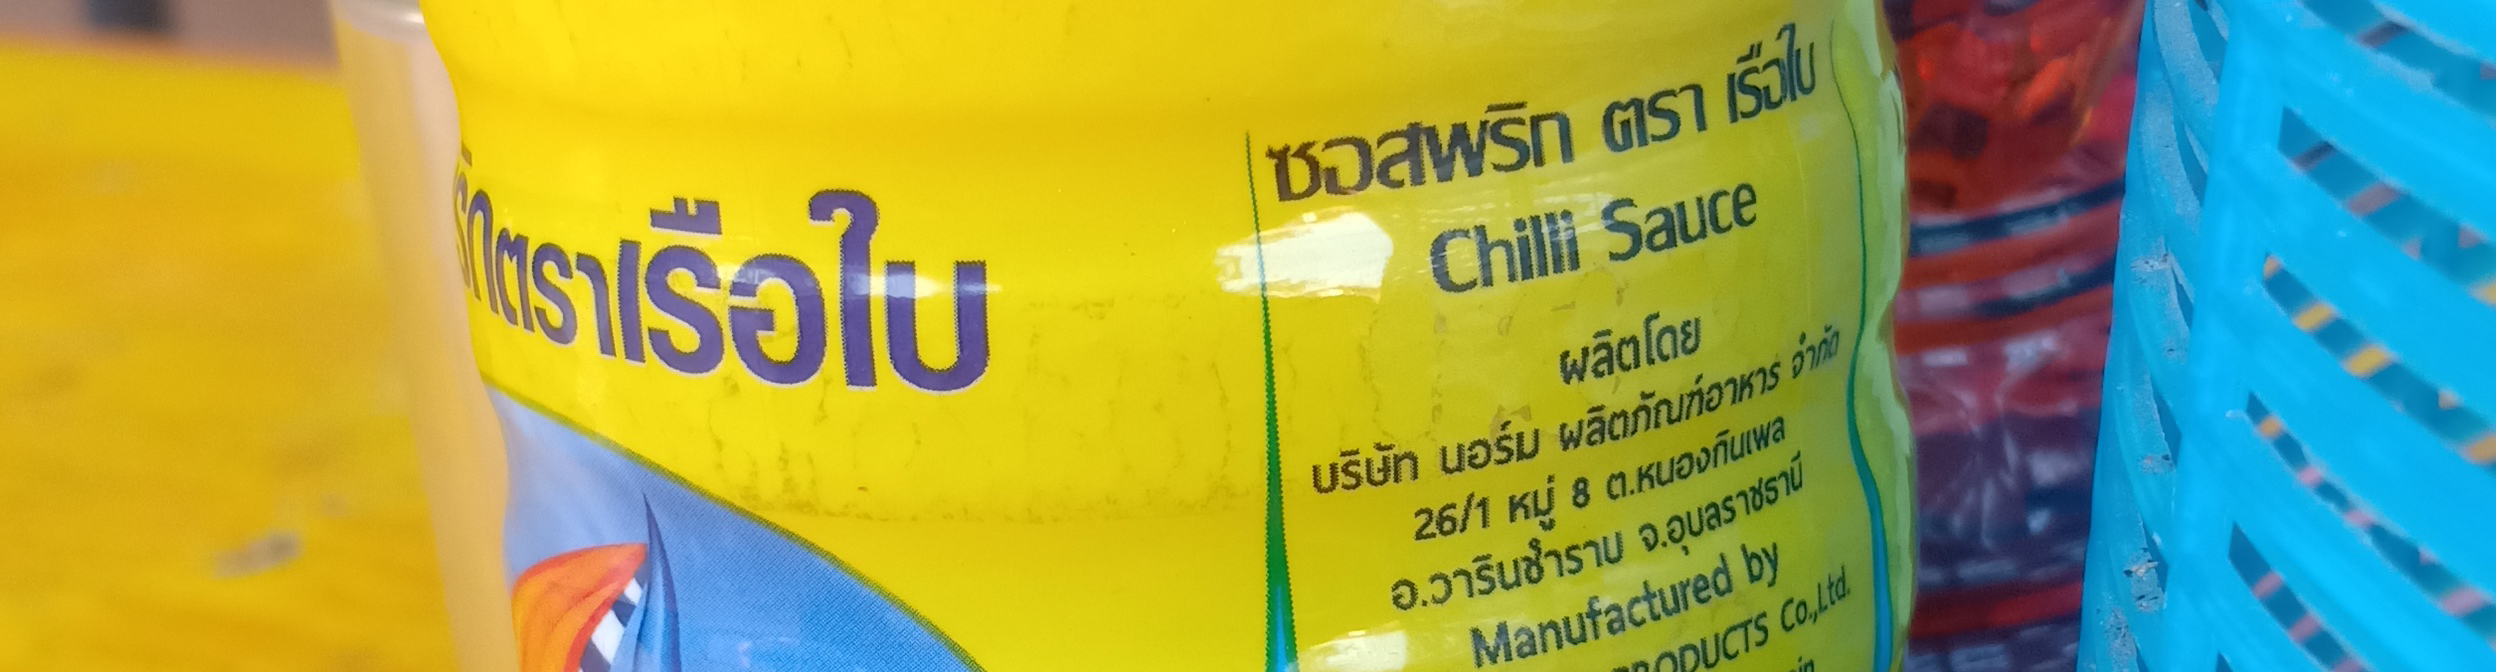 ริกตราเรือใบ
ซอสพริก ตรา เรือใบ
Chilli Sauce
ผลิตโดย
บริษัท นอร์ม ผลิตภัณฑ์อาหาร จำกัด
26/1 หมู่ 8 ต.หนองกินเพล
อ.วารินชำราบ จ.อุบลราชธานี
Manufactured by
PRODUCTS Co.,Ltd.